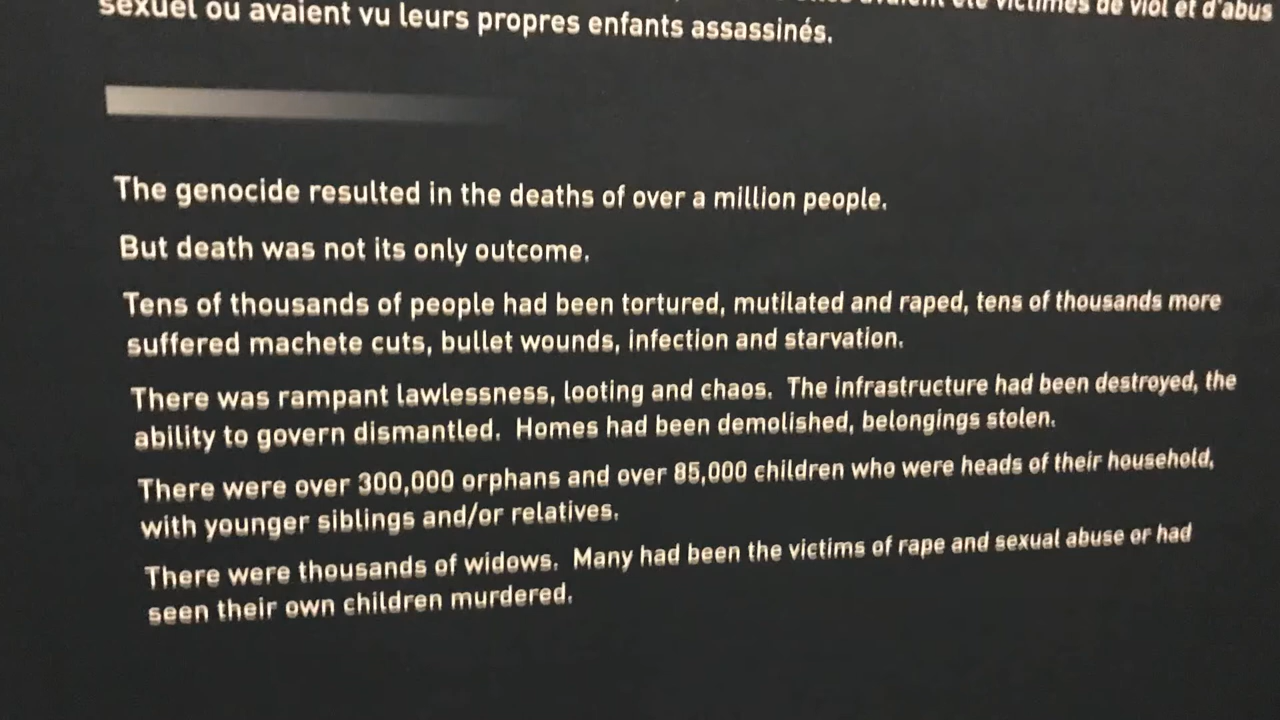 sexuel ou avaient vu leurs propres enfants assassinés.
victimes de viol et d'abus
The genocide resulted in the deaths of over a million people.
But death was not its only outcome.
Tens of thousands of people had been tortured, mutilated and raped, tens of thousands more
suffered machete cuts, bullet wounds, infection and starvation.
There was rampant lawlessness, looting and chaos. The infrastructure had been destroyed, the
ability to govern dismantled. Homes had been demolished, belongings stolen.
There were over 300,000 orphans and over 85,000 children who were heads of their household,
with younger siblings and/or relatives.
There were thousands of widows. Many had been the victims of rape and sexual abuse or had
seen their own children murdered.